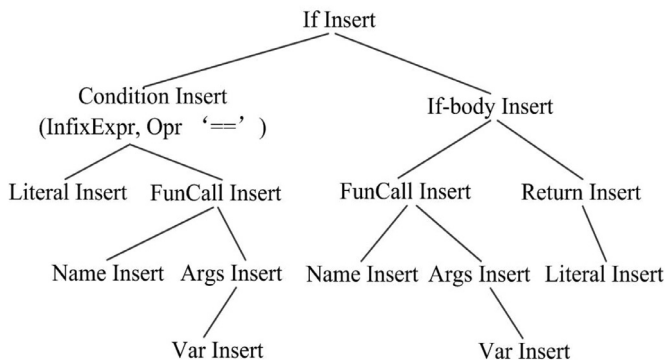 If Insert
Condition Insert
(InfixExpr, Opr ‘==’ )
If-body Insert
Literal Insert FunCall Insert FunCall Insert Return Insert
Name Insert Args Insert Name Insert Args Insert Literal Insert
Var Insert Var Insert